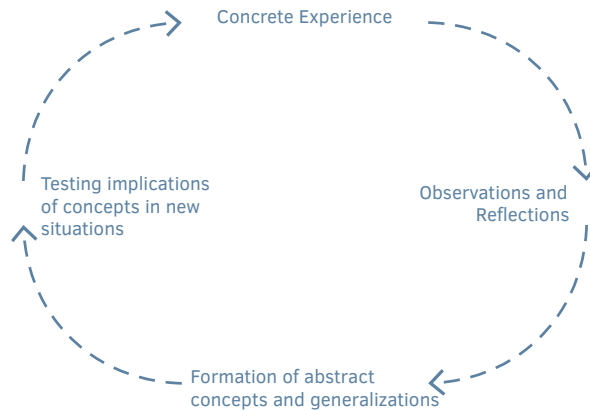 Concrete Experience
Observations and
Reflections
Formation of abstract
concepts and generalizations
Testing implications
of concepts in new
situations